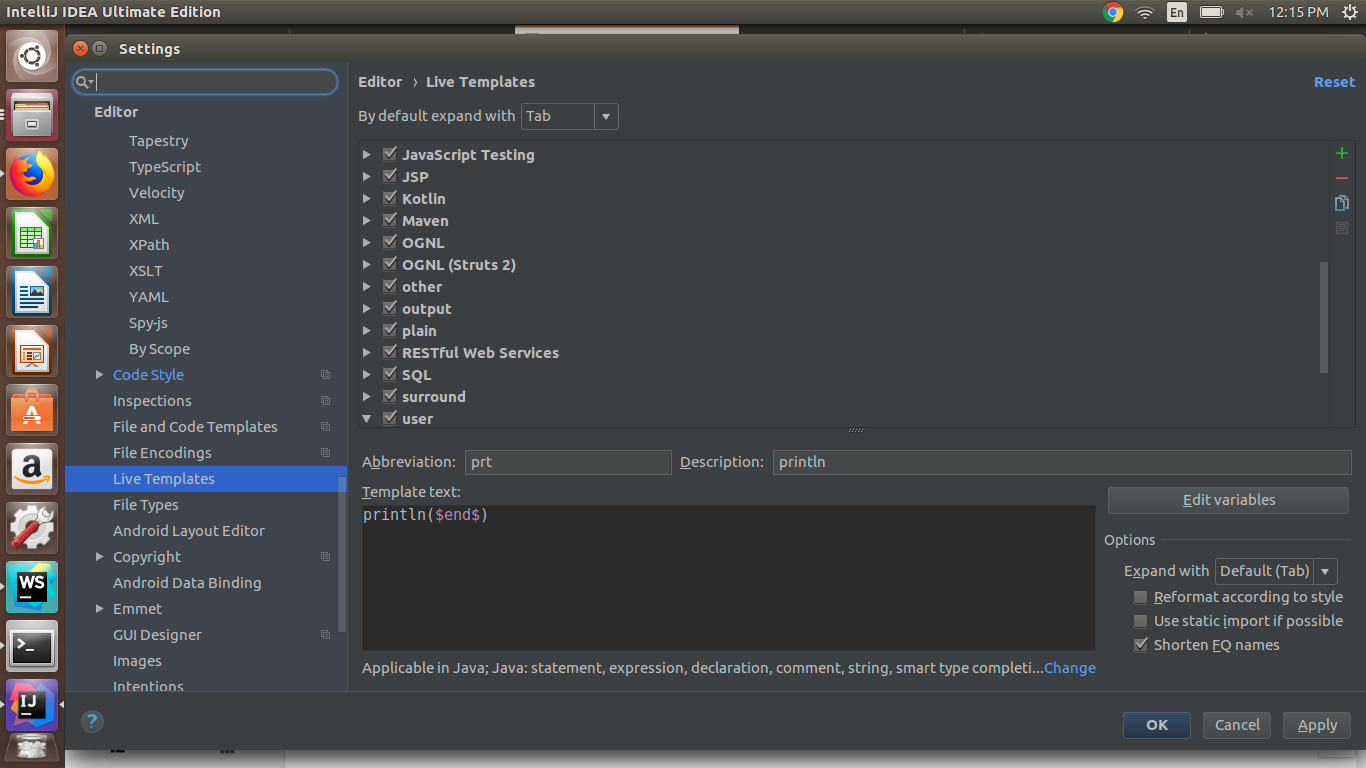 IntelliJ IDEA Ultimate Edition
En
12:15 PM
Settings
Editor
Tapestry
TypeScript
Velocity
XML
XPath
XSLT
YAML
Spy-js
By Scope
Code Style
Inspections
File and Code Templates
File Encodings
Live Templates
File Types
Android Layout Editor
Copyright
Android Data Binding
Emmet
GUI Designer
Images
Intentions
Editor › Live Templates
Reset
By default expand with Tab
JavaScript Testing
JSP
Kotlin
Maven
OGNL
OGNL (Struts 2)
other
output
plain
RESTful Web Services
SQL
surround
user
Abbreviation: prt Description: println
Template text:
println($end$)
Edit variables
Options
Expand with Default (Tab)
Reformat according to style
Use static import if possible
Shorten FQ names
Applicable in Java; Java: statement, expression, declaration, comment, string, smart type completi...Change
?
OK
Cancel
Apply
a
WS
IJ